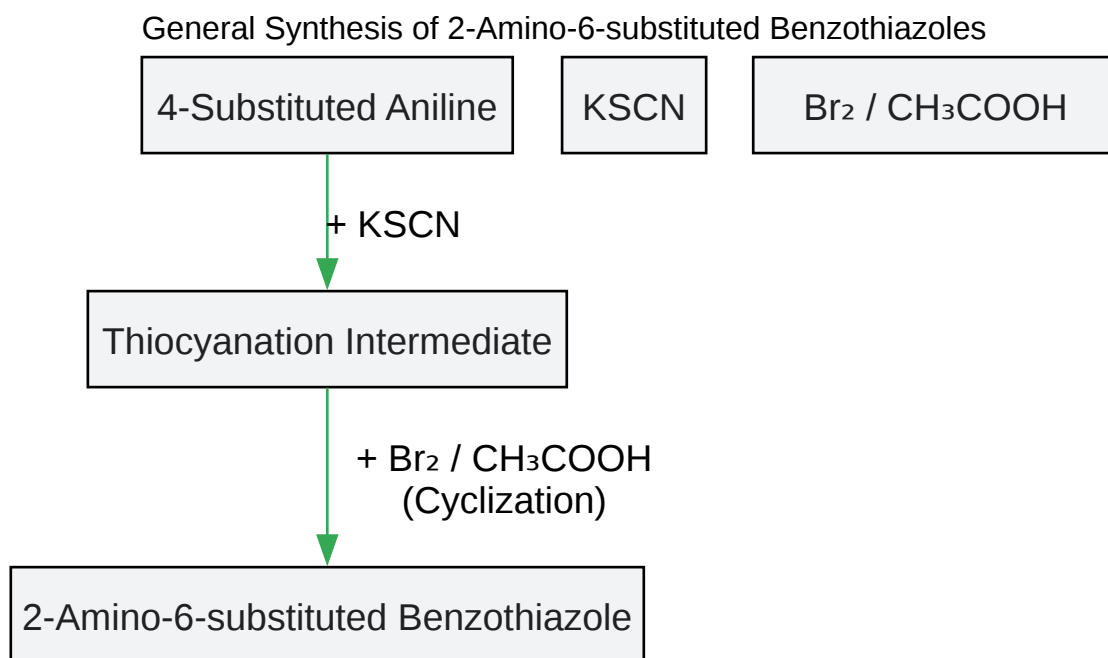 General Synthesis of 2-Amino-6-substituted Benzothiazoles
4-Substituted Aniline
KSCN
Br₂ / CH₃COOH
+ KSCN
Thiocyanation Intermediate
+ Br₂ / CH₃COOH
(Cyclization)
2-Amino-6-substituted Benzothiazole